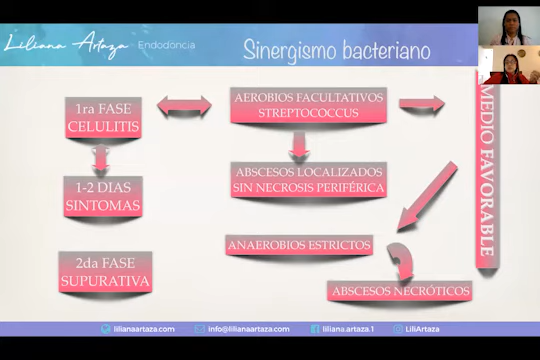 Liliana Artaza Endodoncia
Sinergismo bacteriano
1ra FASE
CELULITIS
AEROBIOS FACULTATIVOS
STREPTOCOCCUS
MEDIO FAVORABLE
1-2 DIAS
SINTOMAS
ABSCESOS LOCALIZADOS
SIN NECROSIS PERIFÉRICA
ANAEROBIOS ESTRICTOS
2da FASE
SUPURATIVA
ABSCESOS NECRÓTICOS
lilianaartaza.com
info@lilianaartaza.com
liliana.artaza.1
LiliArtaza